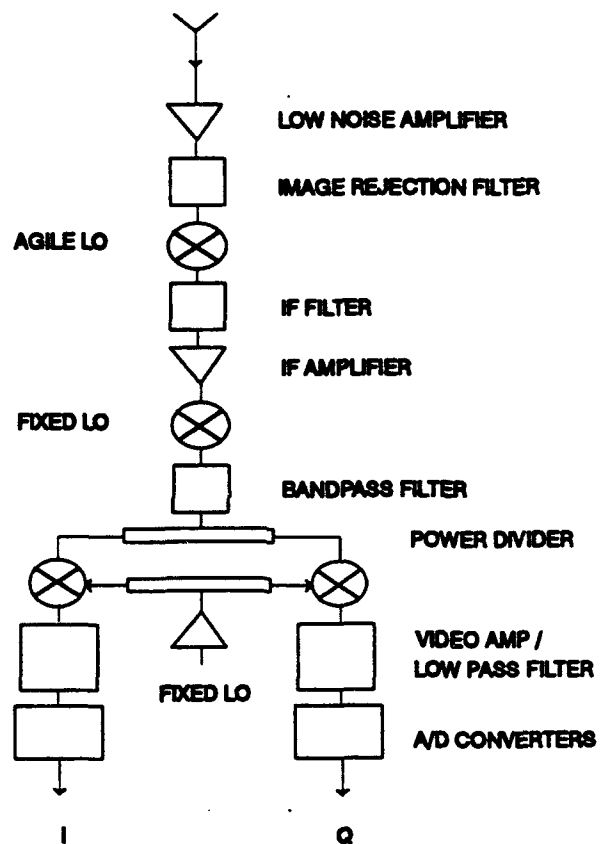 LOW NOISE AMPLIFIER
IMAGE REJECTION FILTER
AGILE LO
IF FILTER
IF AMPLIFIER
FIXED LO
BANDPASS FILTER
POWER DIVIDER
VIDEO AMP /
LOW PASS FILTER
FIXED LO
A/D CONVERTERS
I
Q